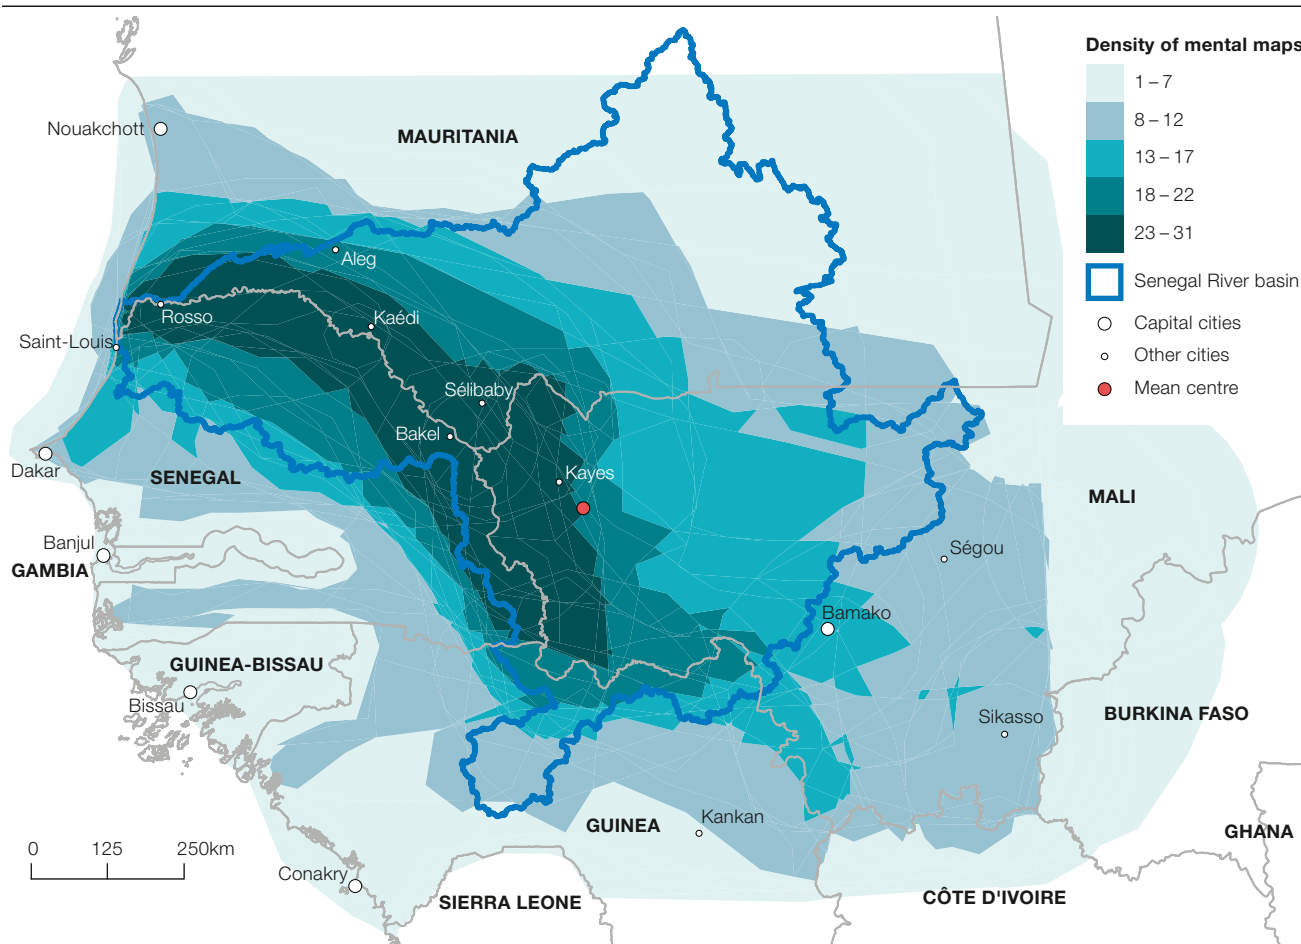 Density of mental maps
1 – 7
8 – 12
13 – 17
18 – 22
23 – 31
Senegal River basin
Capital cities
Other cities
Mean centre
Nouakchott
MAURITANIA
Aleg
Rosso
Kaédi
Saint-Louis
Sélibaby
Bakel
Dakar
SENEGAL
Kayes
MALI
Banjul
GAMBIA
Ségou
Bamako
GUINEA-BISSAU
Bissau
Sikasso
BURKINA FASO
GUINEA
Kankan
GHANA
0 125 250km
Conakry
SIERRA LEONE
CÔTE D'IVOIRE